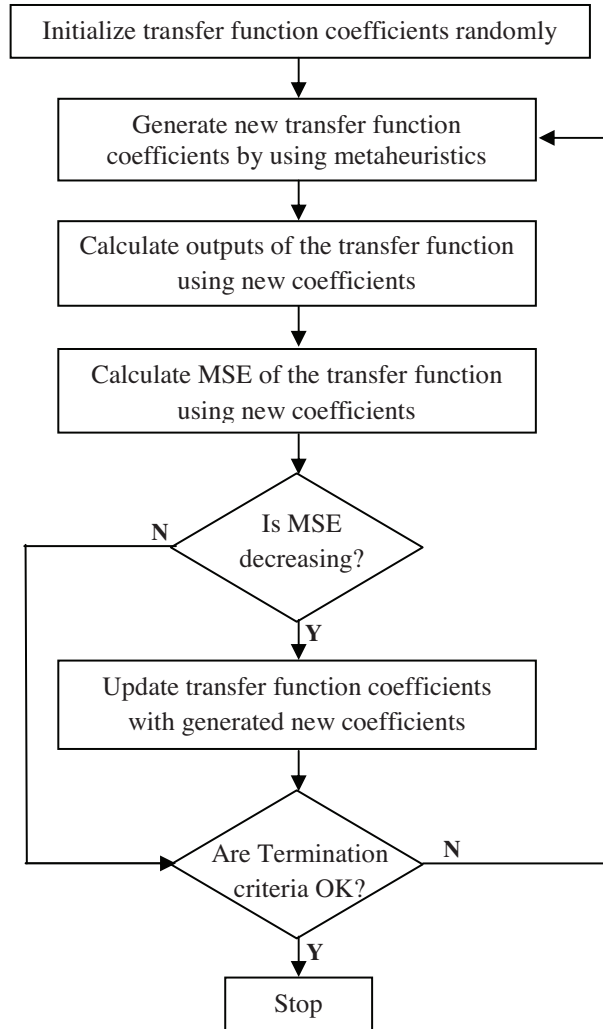 Initialize transfer function coefficients randomly
Generate new transfer function
coefficients by using metaheuristics
Calculate outputs of the transfer function
using new coefficients
Calculate MSE of the transfer function
using new coefficients
N
Is MSE
decreasing?
Y
Update transfer function coefficients
with generated new coefficients
Are Termination
criteria OK?
N
Y
Stop